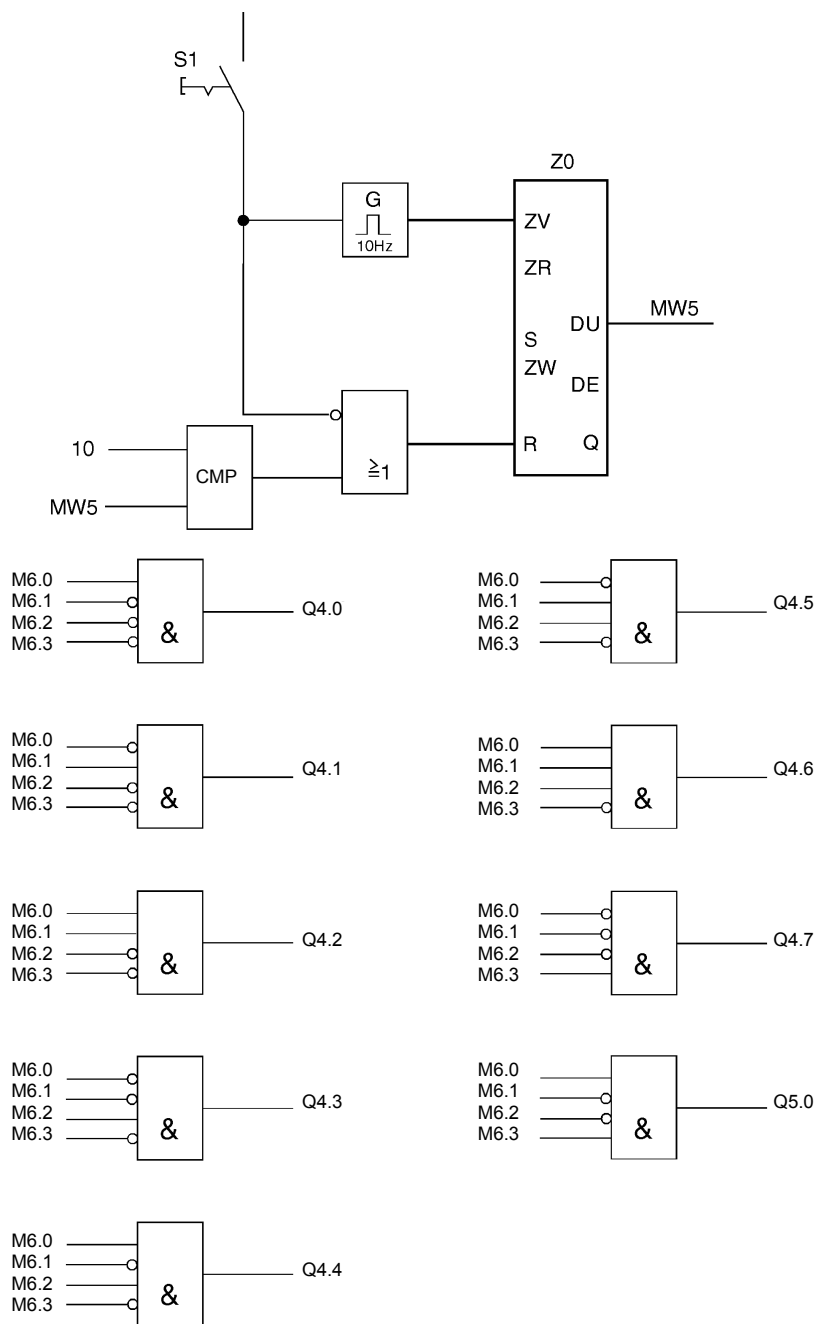 S1
Z0
G
10Hz
ZV
ZR
S
ZW
R
DU
DE
Q
MW5
10
MW5
CMP
≧1
M6.0
M6.1
M6.2
M6.3
&
Q4.0
M6.0
M6.1
M6.2
M6.3
&
Q4.5
M6.0
M6.1
M6.2
M6.3
&
Q4.1
M6.0
M6.1
M6.2
M6.3
&
Q4.6
M6.0
M6.1
M6.2
M6.3
&
Q4.2
M6.0
M6.1
M6.2
M6.3
&
Q4.7
M6.0
M6.1
M6.2
M6.3
&
Q4.3
M6.0
M6.1
M6.2
M6.3
&
Q5.0
M6.0
M6.1
M6.2
M6.3
&
Q4.4